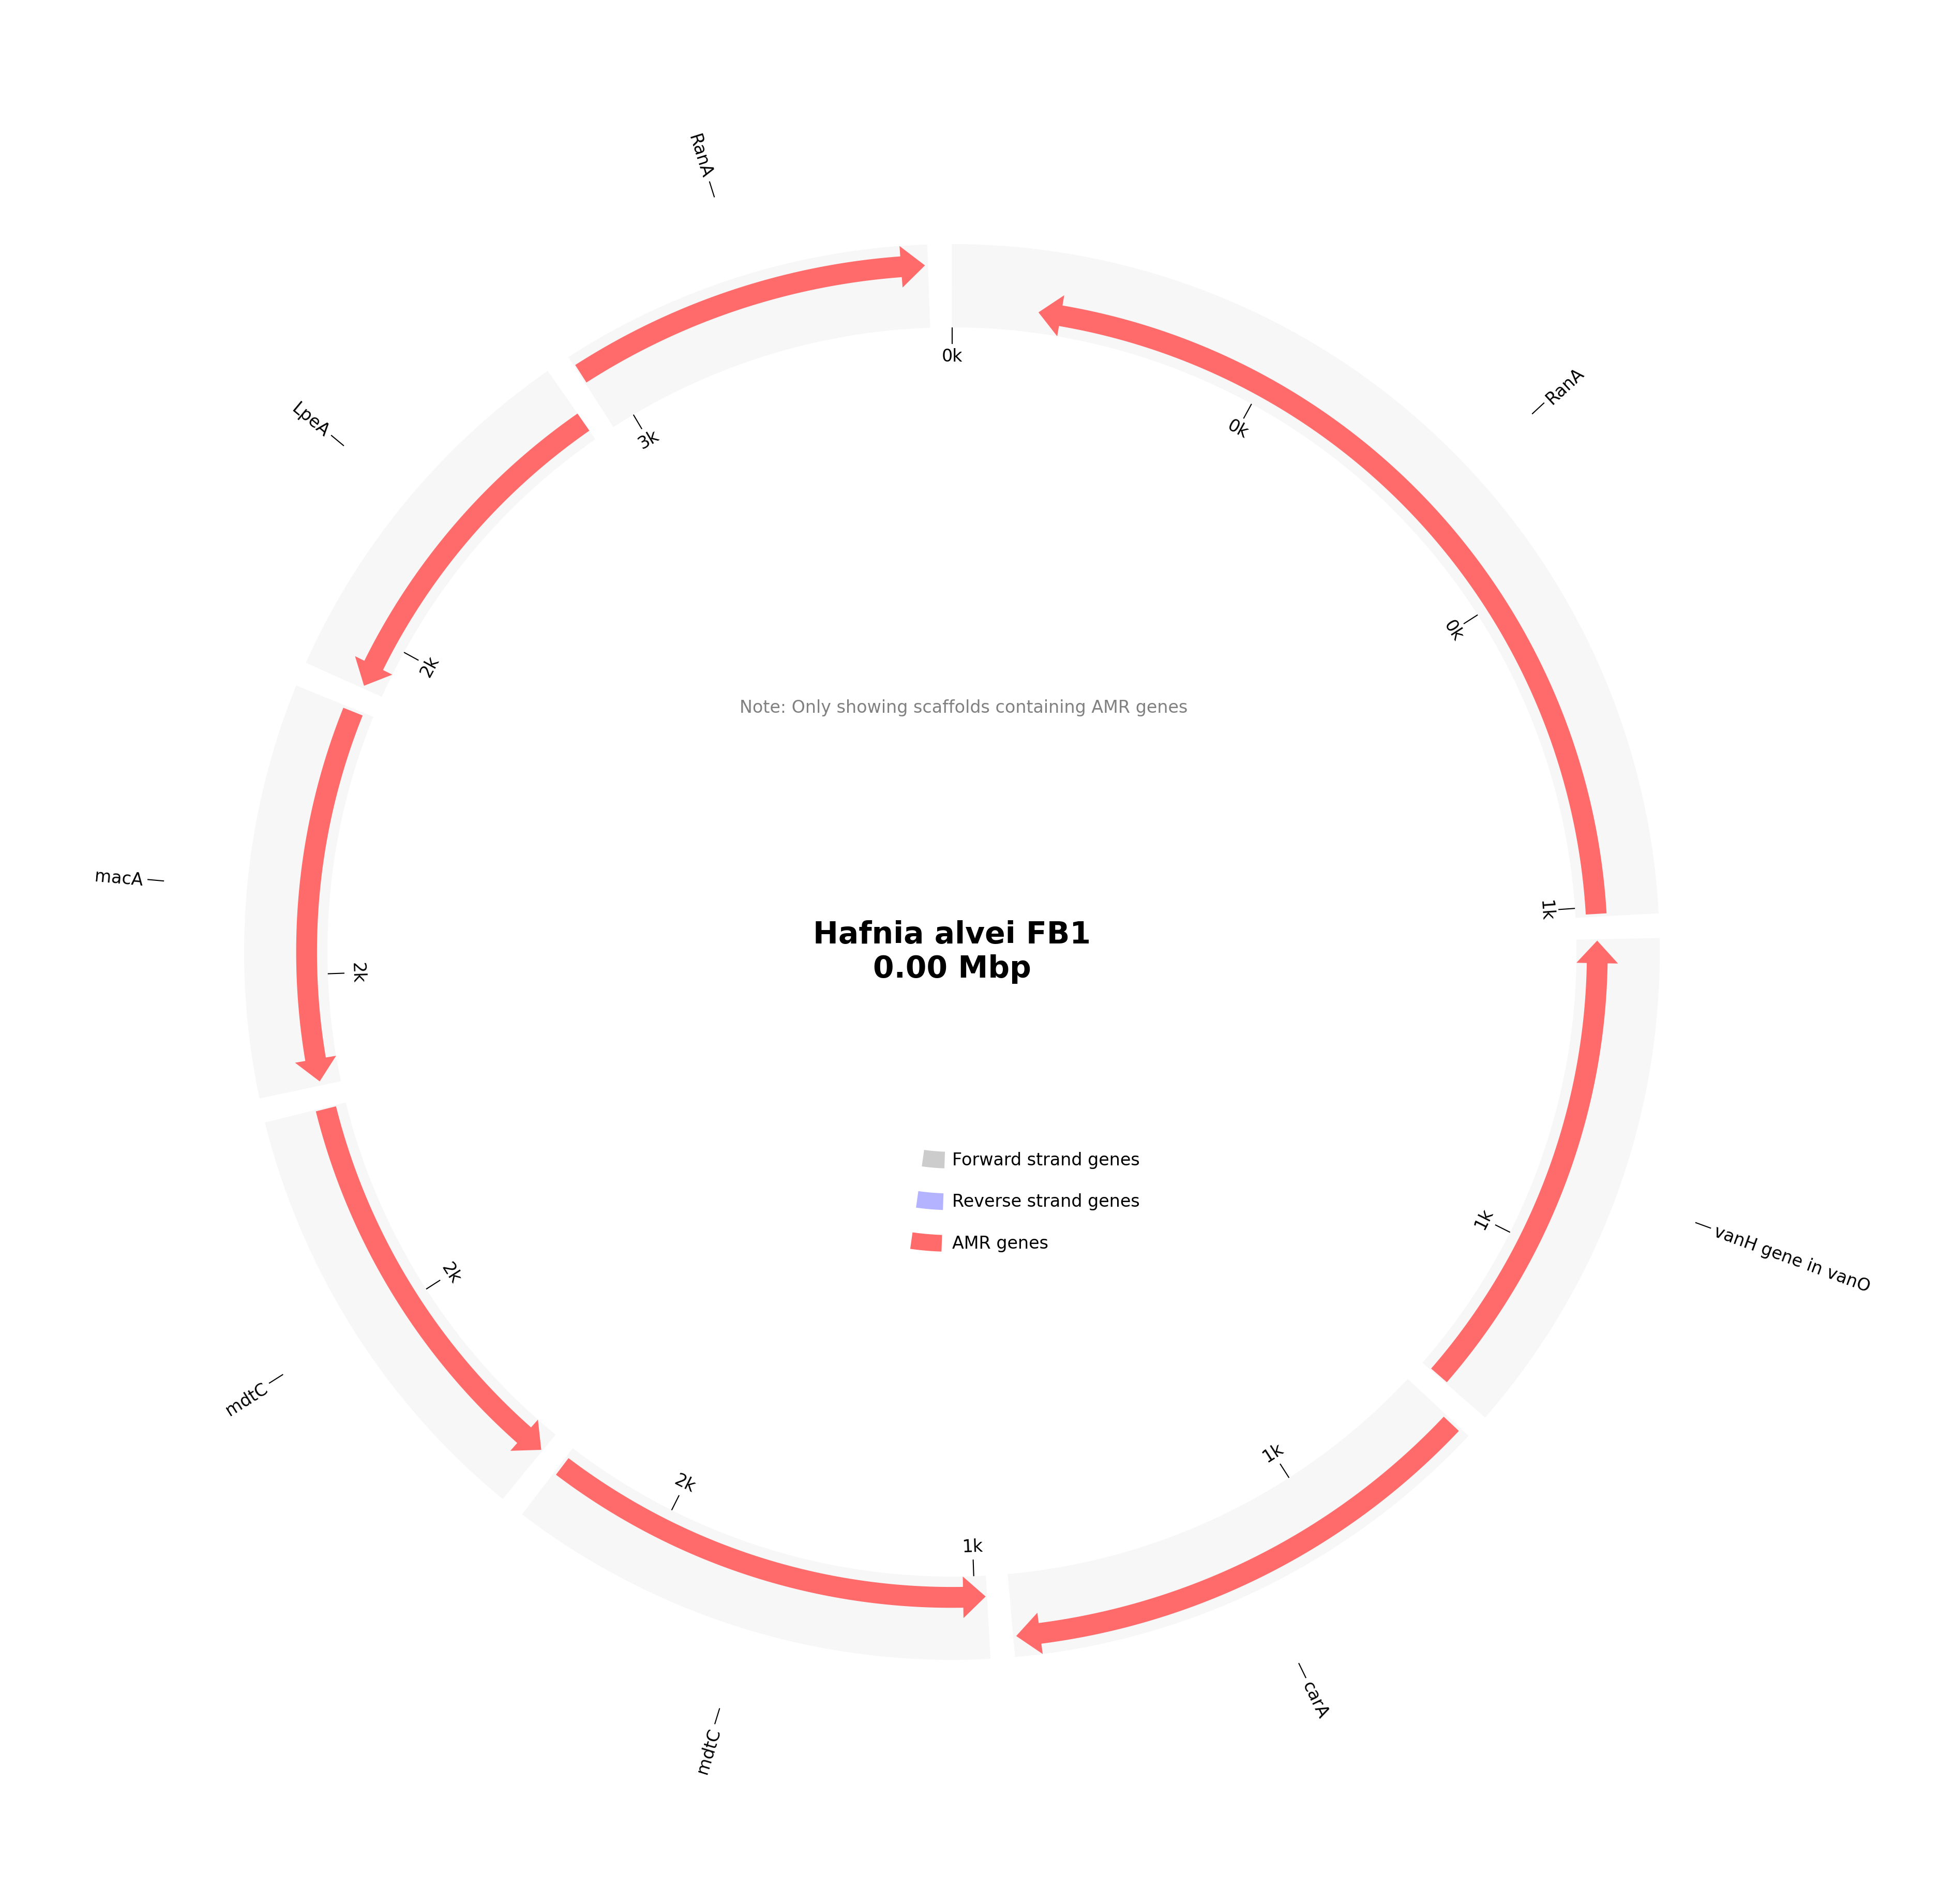 RanA
RanA
LpeA
0k
0k
3k
0k
2k
Note: Only showing scaffolds containing AMR genes
macA
1k
Hafnia alvei FB1
0.00 Mbp
2k
Forward strand genes
Reverse strand genes
AMR genes
1k
vanH gene in vanO
2k
mdtC
1k
2k
1k
carA
mdtC